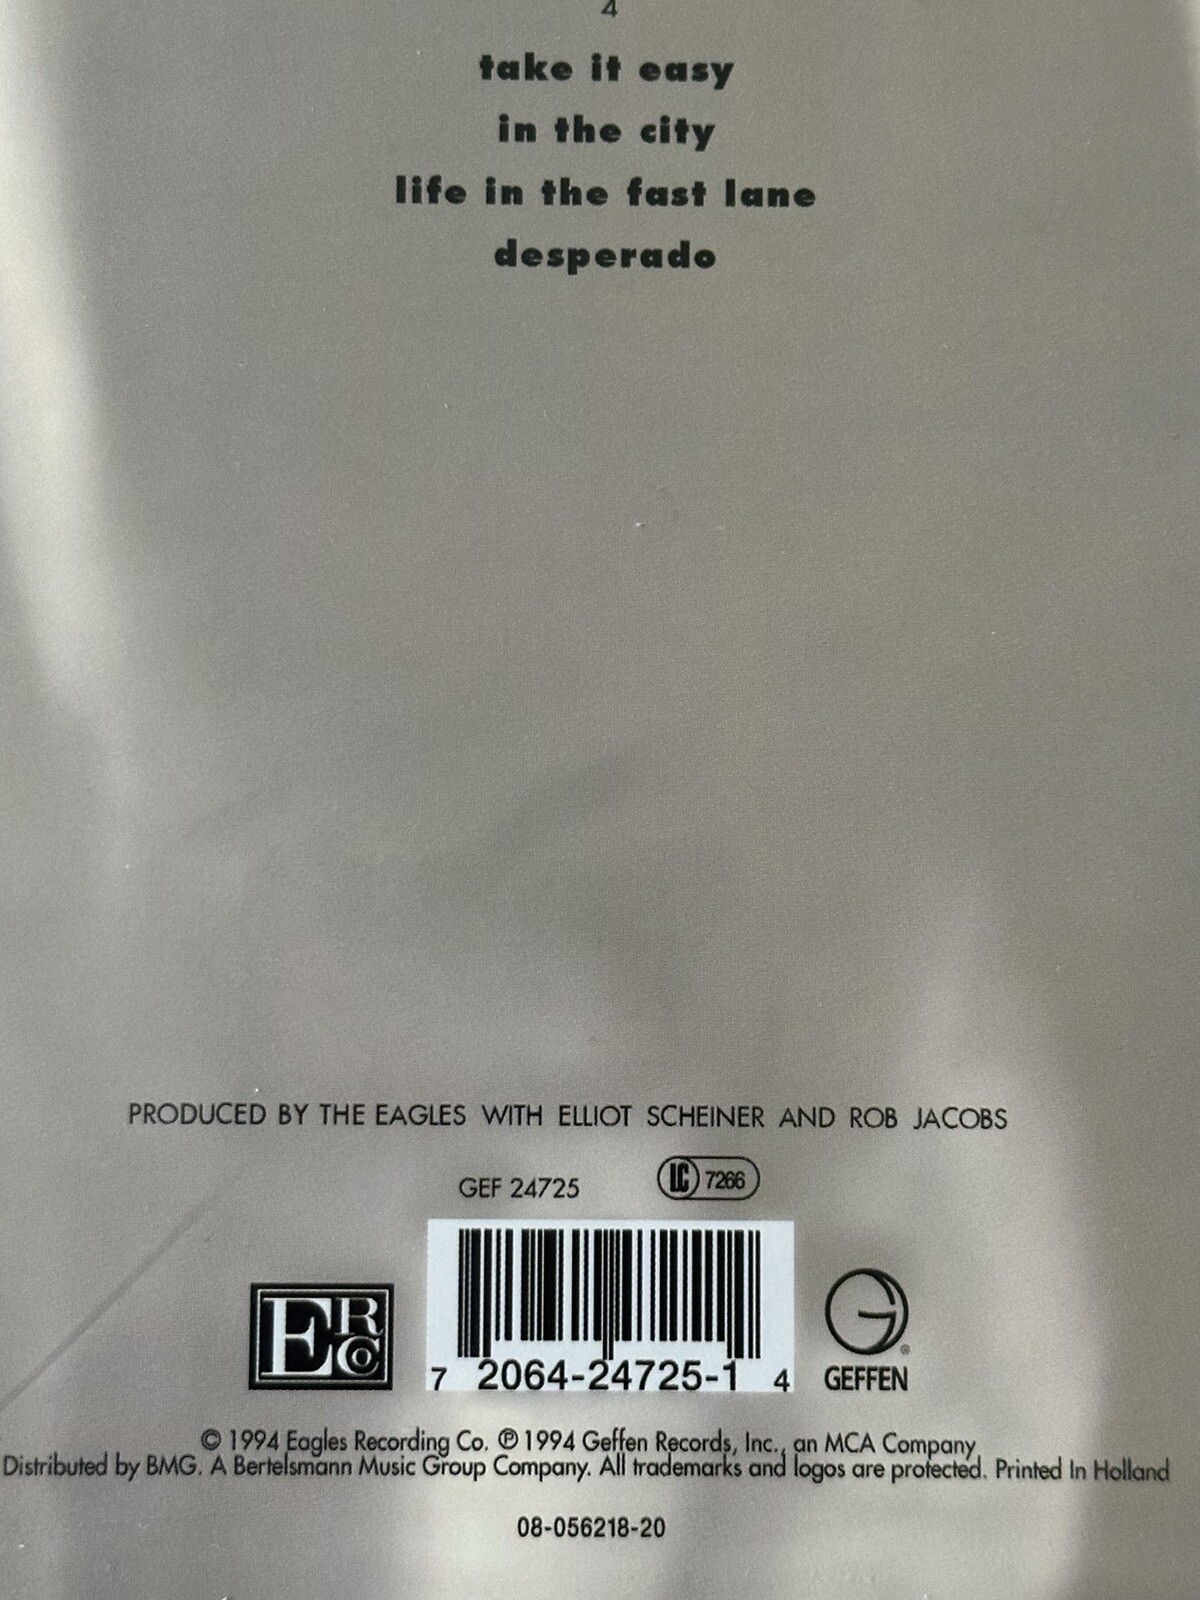 4
take it easy
in the city
life in the fast lane
desperado
PRODUCED BY THE EAGLES WITH ELLIOT SCHEINER AND ROB JACOBS
GEF 24725 LC 7266
ERCO
7 2064-24725-1 4
GEFFEN
© 1994 Eagles Recording Co. ℗ 1994 Geffen Records, Inc., an MCA Company
Distributed by BMG. A Bertelsmann Music Group Company. All trademarks and logos are protected. Printed In Holland
08-056218-20